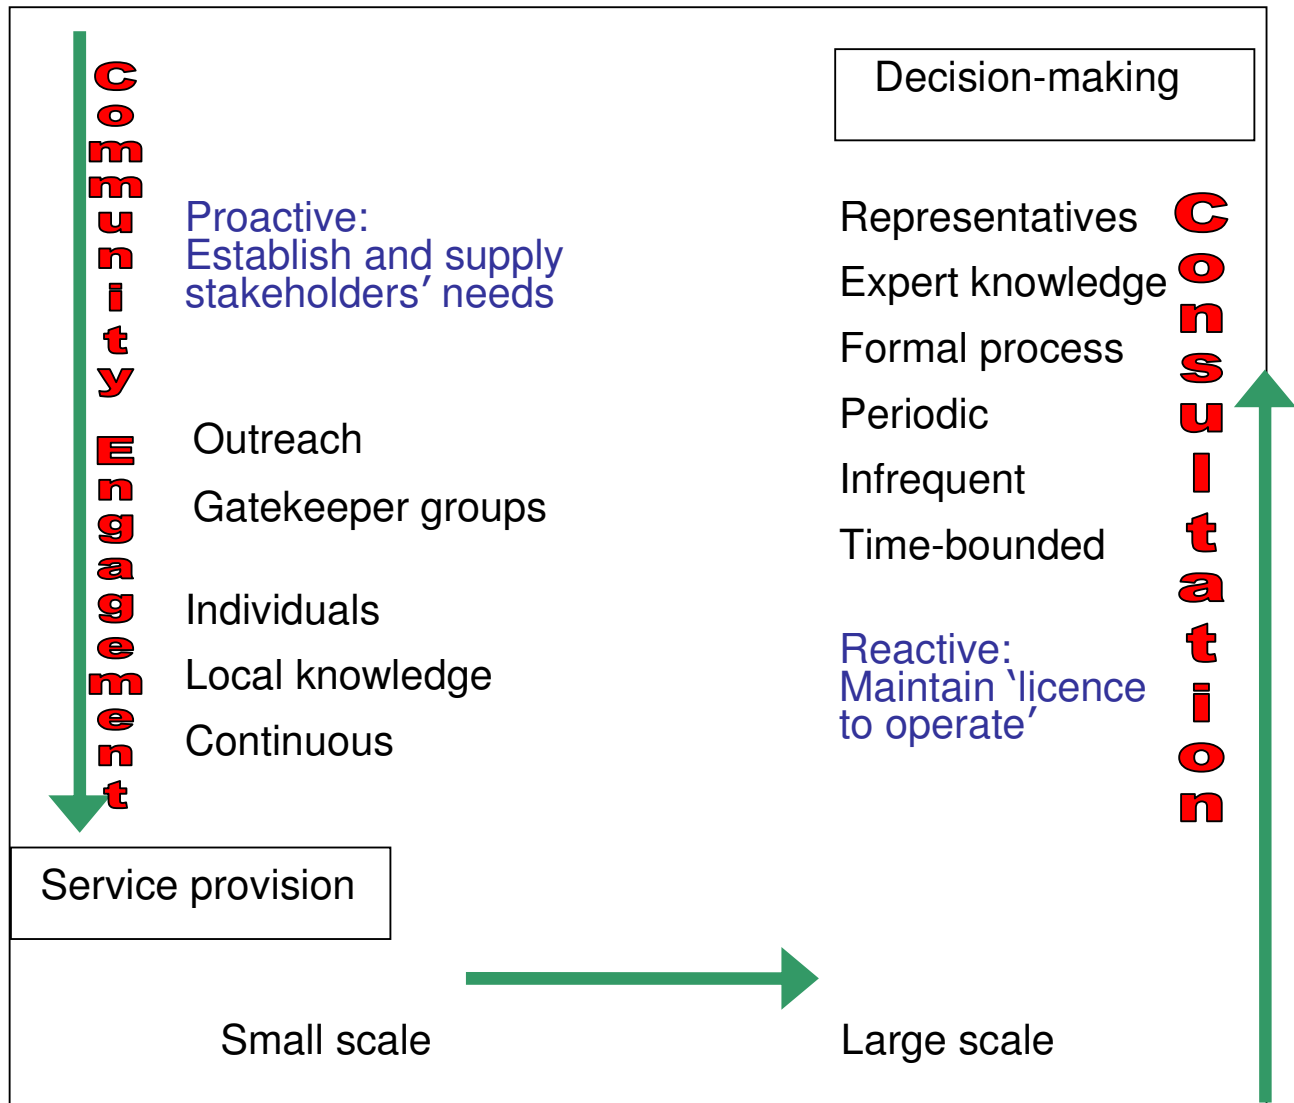 Community Engagement
Proactive:
Establish and supply
stakeholders’ needs
Outreach
Gatekeeper groups
Individuals
Local knowledge
Continuous
Service provision
Decision-making
Representatives
Expert knowledge
Formal process
Periodic
Infrequent
Time-bounded
Reactive:
Maintain ‘licence
to operate’
Consultation
Small scale
Large scale